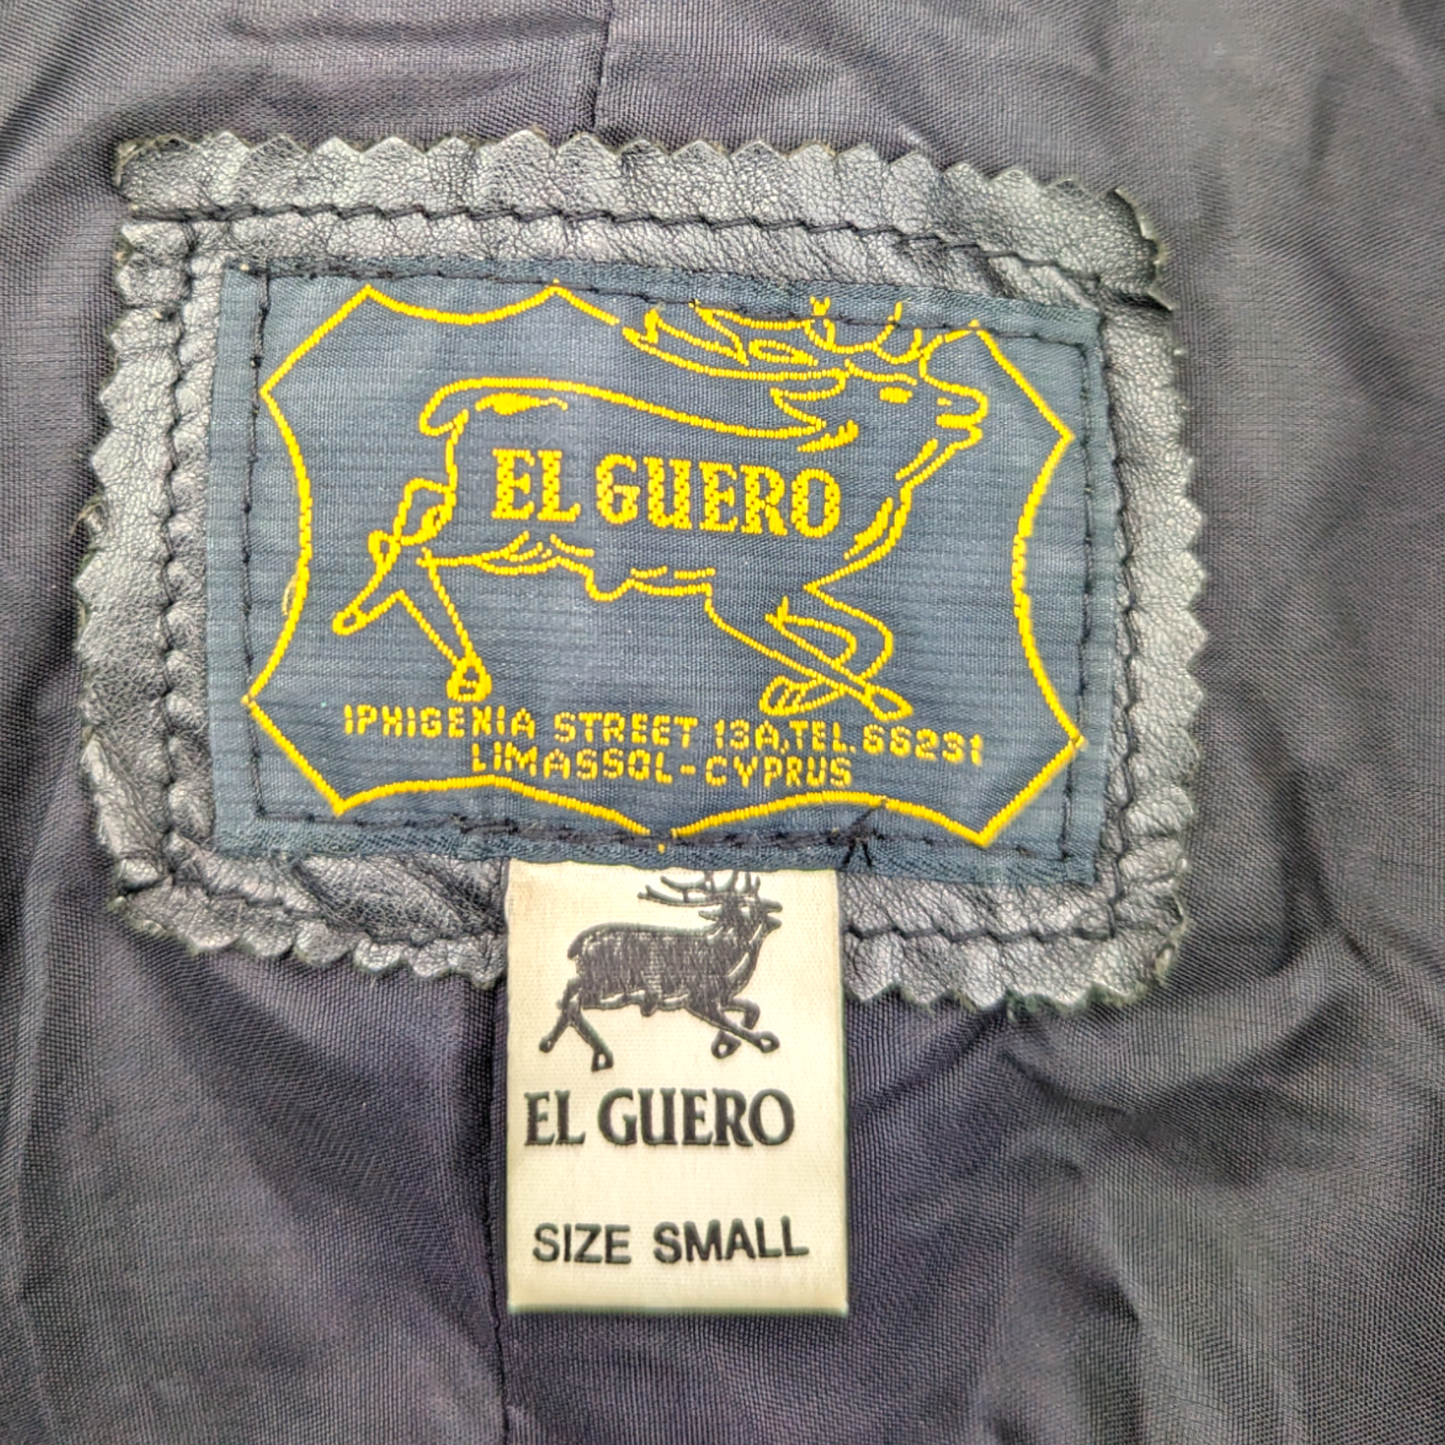 EL GUERO
IPHIGENIA STREET 13A, TEL. 66231
LIMASSOL-CYPRUS
EL GUERO
SIZE SMALL